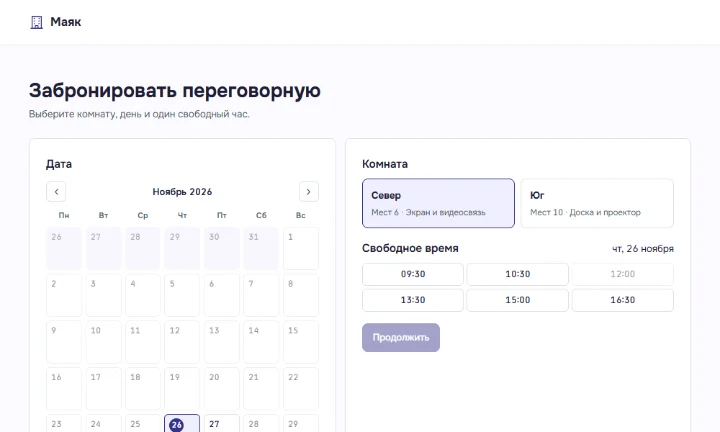 Маяк
Забронировать переговорную
Выберите комнату, день и один свободный час.
Дата
Ноябрь 2026
Пн Вт Ср Чт Пт Сб Вс
26 27 28 29 30 31 1
2 3 4 5 6 7 8
9 10 11 12 13 14 15
16 17 18 19 20 21 22
23 24 25 26 27 28 29
Комната
Север
Мест 6 · Экран и видеосвязь
Юг
Мест 10 · Доска и проектор
Свободное время
чт, 26 ноября
09:30 10:30 12:00
13:30 15:00 16:30
Продолжить